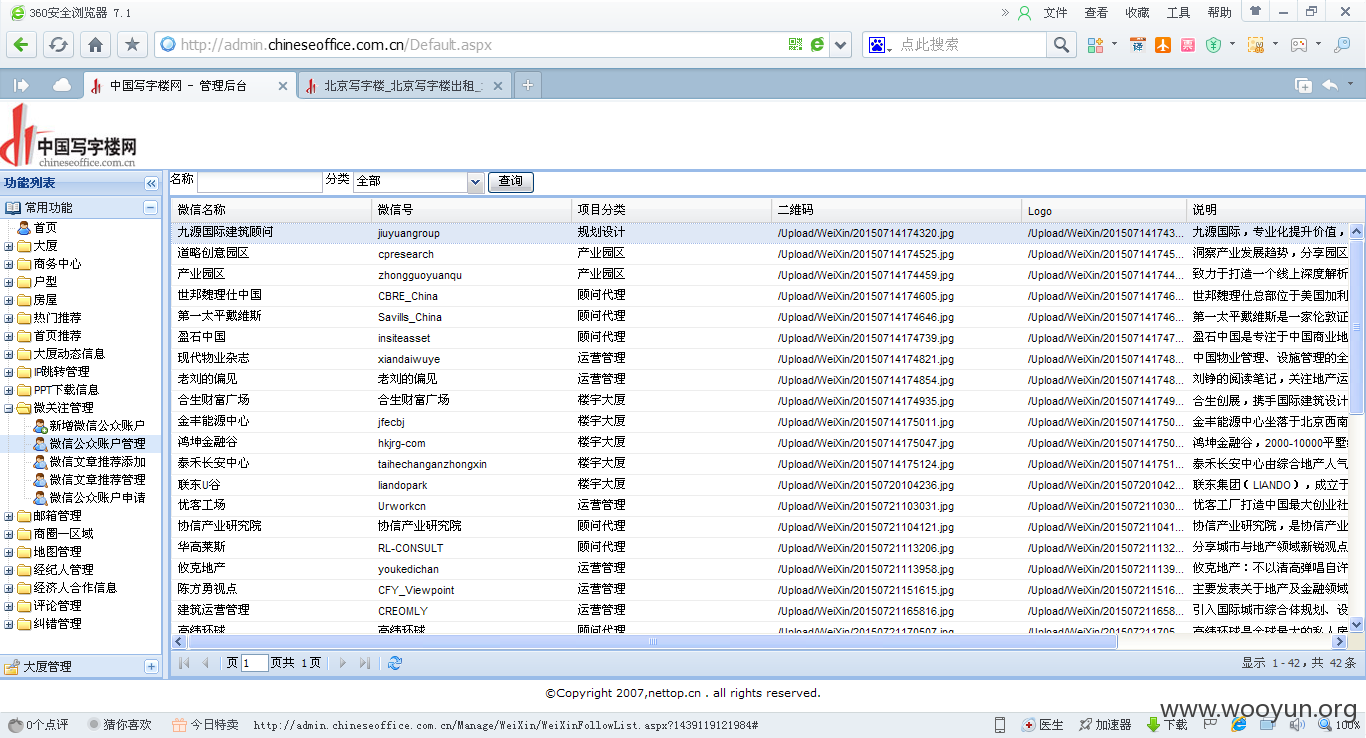 360安全浏览器 7.1
文件 查看 收藏 工具 帮助
http://admin.chineseoffice.com.cn/Default.aspx
点此搜索
中国写字楼网 - 管理后台
北京写字楼_北京写字楼出租_
中国写字楼网
chineseoffice.com.cn
功能列表
名称 分类 全部 查询
常用功能
首页
大厦
商务中心
户型
房屋
热门推荐
首页推荐
大厦动态信息
IP跳转管理
PPT下载信息
微关注管理
新增微信公众账户
微信公众账户管理
微信文章推荐添加
微信文章推荐管理
微信公众账户申请
邮箱管理
商圈一区域
地图管理
经纪人管理
经济人合作信息
评论管理
纠错管理
大厦管理
微信名称 微信号 项目分类 二维码 Logo 说明
九源国际建筑顾问 jiuyuangroup 规划设计 /Upload/WeiXin/20150714174320.jpg /Upload/WeiXin/201507141743... 九源国际，专业化提升价值，
道略创意园区 cpresearch 产业园区 /Upload/WeiXin/20150714174525.jpg /Upload/WeiXin/201507141745... 洞察产业发展趋势，分享园区
产业园区 zhongguoyuanqu 产业园区 /Upload/WeiXin/20150714174459.jpg /Upload/WeiXin/201507141744... 致力于打造一个线上深度解析
世邦魏理仕中国 CBRE_China 顾问代理 /Upload/WeiXin/20150714174605.jpg /Upload/WeiXin/201507141746... 世邦魏理仕总部位于美国加利
第一太平戴维斯 Savills_China 顾问代理 /Upload/WeiXin/20150714174646.jpg /Upload/WeiXin/201507141746... 第一太平戴维斯是一家伦敦证
盈石中国 insiteasset 顾问代理 /Upload/WeiXin/20150714174739.jpg /Upload/WeiXin/201507141747... 盈石中国是专注于中国商业地
现代物业杂志 xiandaiwuye 运营管理 /Upload/WeiXin/20150714174821.jpg /Upload/WeiXin/201507141748... 中国物业管理、设施管理的全
老刘的偏见 老刘的偏见 运营管理 /Upload/WeiXin/20150714174854.jpg /Upload/WeiXin/201507141748... 刘铮的阅读笔记，关注地产运
合生财富广场 合生财富广场 楼宇大厦 /Upload/WeiXin/20150714174935.jpg /Upload/WeiXin/201507141749... 合生创展，携手国际建筑设计
金丰能源中心 jfecbj 楼宇大厦 /Upload/WeiXin/20150714175011.jpg /Upload/WeiXin/201507141750... 金丰能源中心坐落于北京西南
鸿坤金融谷 hkjrg-com 楼宇大厦 /Upload/WeiXin/20150714175047.jpg /Upload/WeiXin/201507141750... 鸿坤金融谷，2000-10000平墅
泰禾长安中心 taihechanganzhongxin 楼宇大厦 /Upload/WeiXin/20150714175124.jpg /Upload/WeiXin/201507141751... 泰禾长安中心由综合地产人气
联东U谷 liandopark 楼宇大厦 /Upload/WeiXin/20150720104236.jpg /Upload/WeiXin/201507201042... 联东集团（LIANDO），成立于
优客工场 Urworkcn 运营管理 /Upload/WeiXin/20150721103031.jpg /Upload/WeiXin/201507211030... 优客工厂打造中国最大创业社
协信产业研究院 协信产业研究院 顾问代理 /Upload/WeiXin/20150721104121.jpg /Upload/WeiXin/201507211041... 协信产业研究院，是协信产业
华高莱斯 RL-CONSULT 顾问代理 /Upload/WeiXin/20150721113206.jpg /Upload/WeiXin/201507211132... 分享城市与地产领域新锐观点
攸克地产 youkedichan 运营管理 /Upload/WeiXin/20150721113958.jpg /Upload/WeiXin/201507211139... 攸克地产：不以清高弹唱自许
陈方勇视点 CFY_Viewpoint 运营管理 /Upload/WeiXin/20150721151615.jpg /Upload/WeiXin/201507211516... 主要发表关于地产及金融领域
建筑运营管理 CREOMLY 运营管理 /Upload/WeiXin/20150721165816.jpg /Upload/WeiXin/201507211658... 引入国际城市综合体规划、设
高纬环球 高纬环球 顾问代理 /Upload/WeiXin/20150721170507.jpg /Upload/WeiXin/201507211705... 高纬环球是全球最大的私人房
页 1 页共 1 页
显示 1 - 42，共 42 条
©Copyright 2007,nettop.cn . all rights reserved.
www.wooyun.org
0个点评 猜你喜欢 今日特卖 http://admin.chineseoffice.com.cn/Manage/WeiXin/WeiXinFollowList.aspx?1439119121984# 医生 加速器 下载 100%